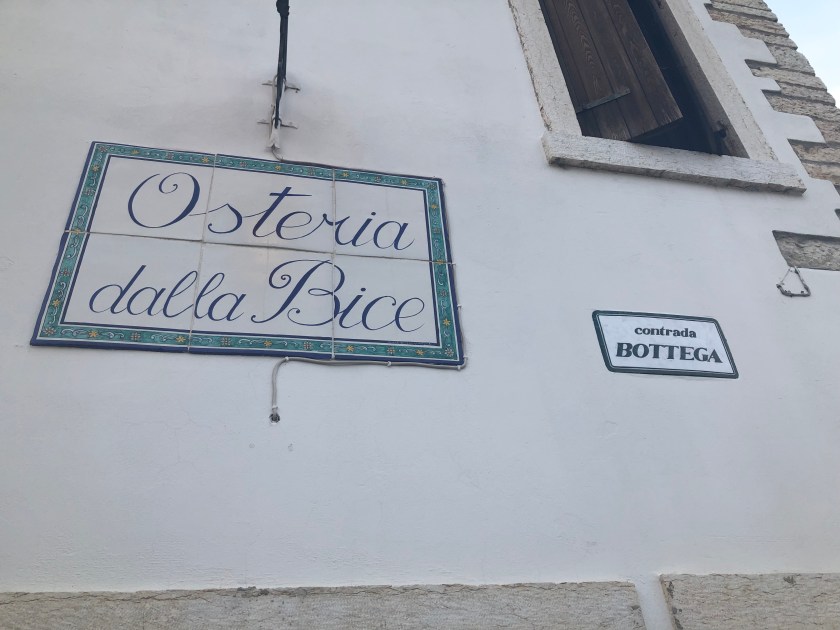 Osteria
dalla Bice
contrada
BOTTEGA